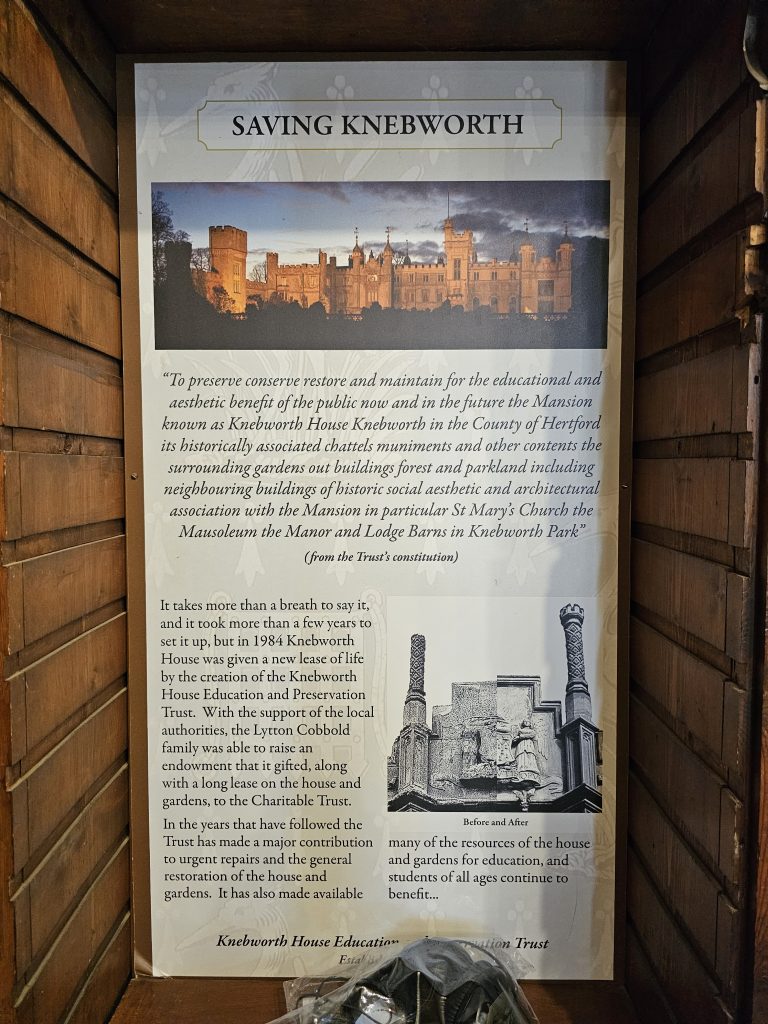 SAVING KNEBWORTH
“To preserve conserve restore and maintain for the educational and
aesthetic benefit of the public now and in the future the Mansion
known as Knebworth House Knebworth in the County of Hertford
its historically associated chattels muniments and other contents the
surrounding gardens out buildings forest and parkland including
neighbouring buildings of historic social aesthetic and architectural
association with the Mansion in particular St Mary’s Church the
Mausoleum the Manor and Lodge Barns in Knebworth Park”
(from the Trust’s constitution)
It takes more than a breath to say it,
and it took more than a few years to
set it up, but in 1984 Knebworth
House was given a new lease of life
by the creation of the Knebworth
House Education and Preservation
Trust. With the support of the local
authorities, the Lytton Cobbold
family was able to raise an
endowment that it gifted, along
with a long lease on the house and
gardens, to the Charitable Trust.
In the years that have followed the
Trust has made a major contribution
to urgent repairs and the general
restoration of the house and
gardens. It has also made available
Before and After
many of the resources of the house
and gardens for education, and
students of all ages continue to
benefit...
Knebworth House Education Trust